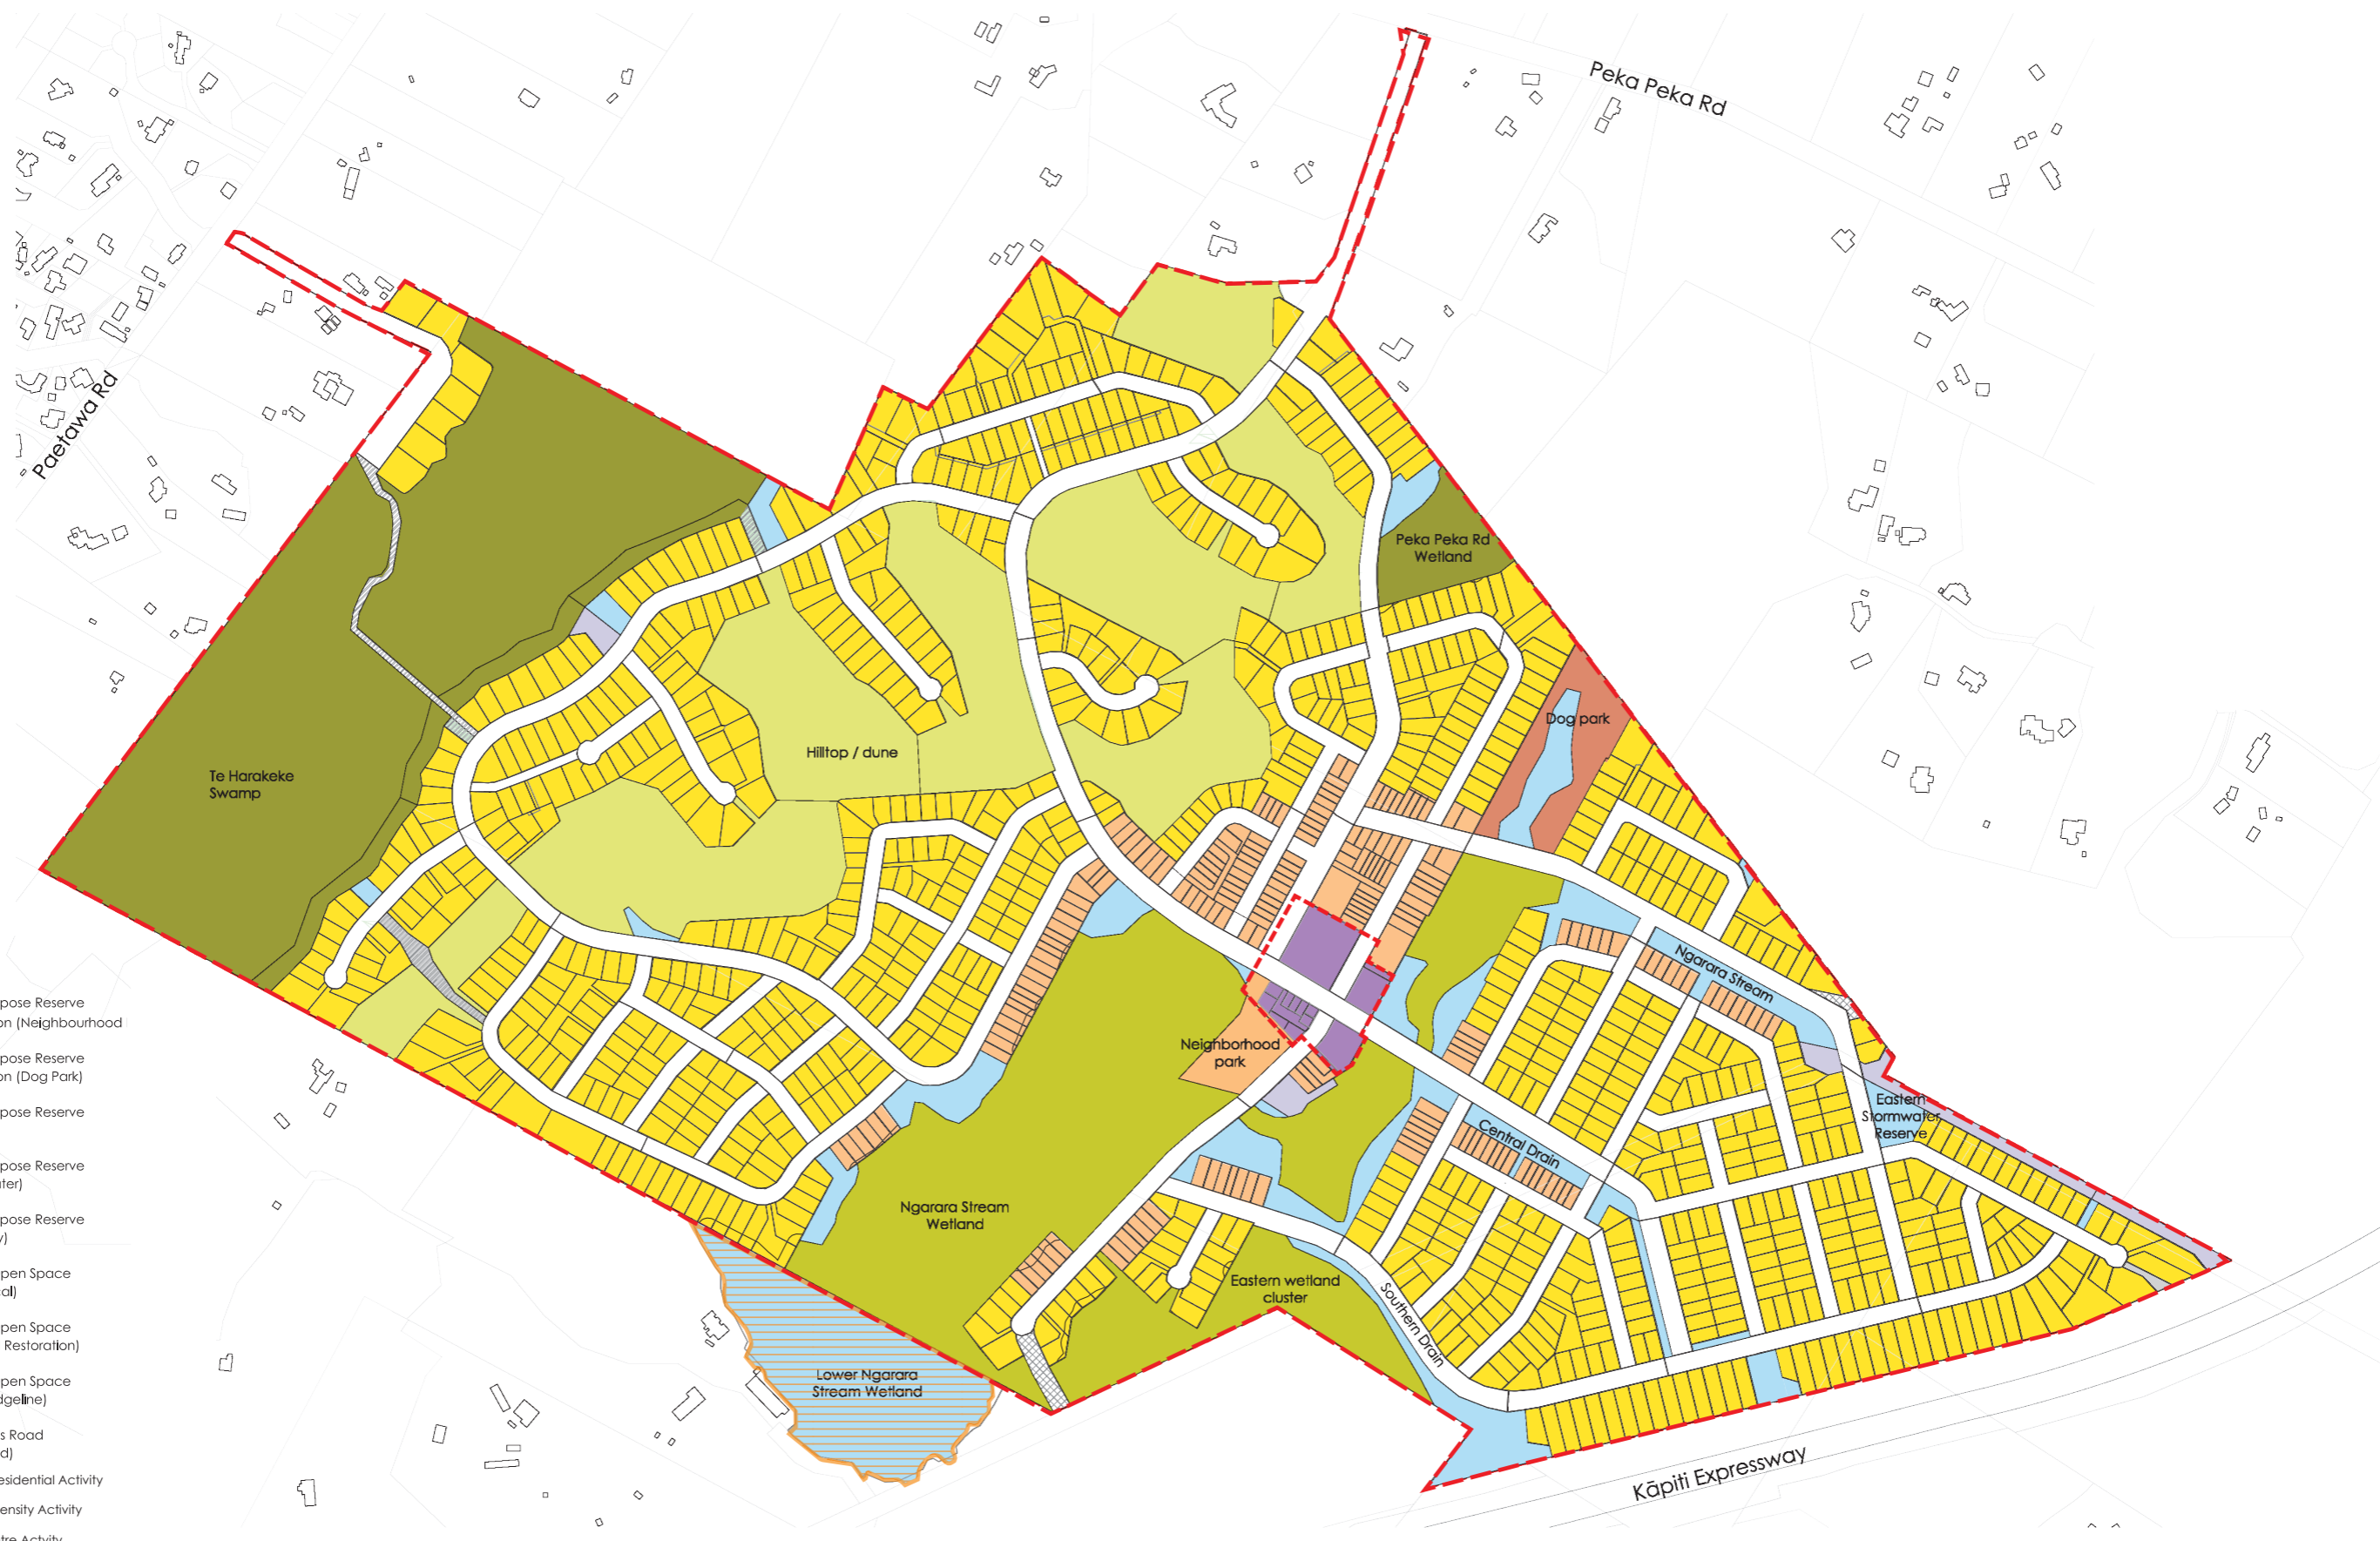 Peka Peka Rd
Paetawa Rd
Peka Peka Rd
Wetland
Dog park
Hilltop / dune
Te Harakeke
Swamp
Ngarara Stream
Neighborhood
park
Eastern
Stormwater
Reserve
Central Drain
Ngarara Stream
Wetland
Eastern wetland
cluster
Southern Drain
Lower Ngarara
Stream Wetland
Kāpiti Expressway
pose Reserve
on (Neighbourhood
pose Reserve
on (Dog Park)
pose Reserve
pose Reserve
ter)
pose Reserve
y)
pen Space
cal)
pen Space
Restoration)
pen Space
dgeline)
s Road
d)
esidential Activity
ensity Activity
tre Actvity